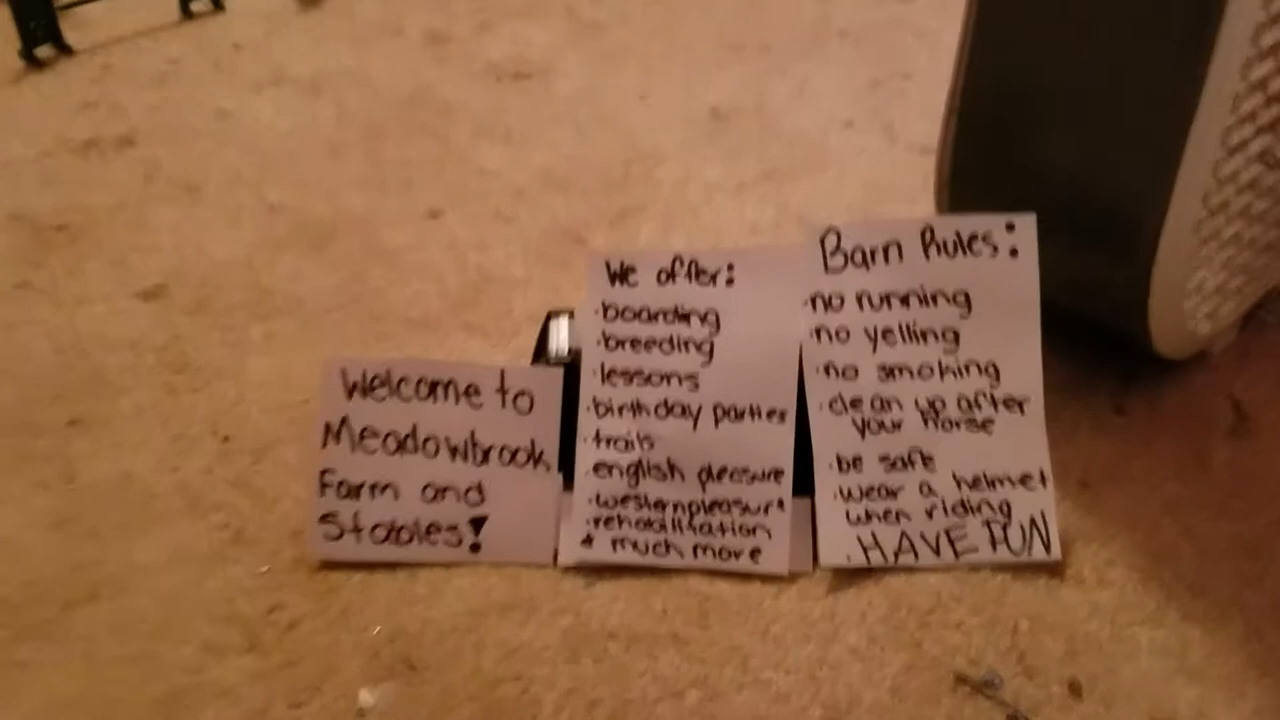 Welcome to
Meadowbrook
Farm and
Stables!
We offer:
·boarding
·breeding
·lessons
·birthday parties
·trails
·english pleasure
·western pleasure
·rehabilitation
* much more
Barn Rules:
·no running
·no yelling
·no smoking
·clean up after
your horse
·be safe
·wear a helmet
when riding
·HAVE FUN